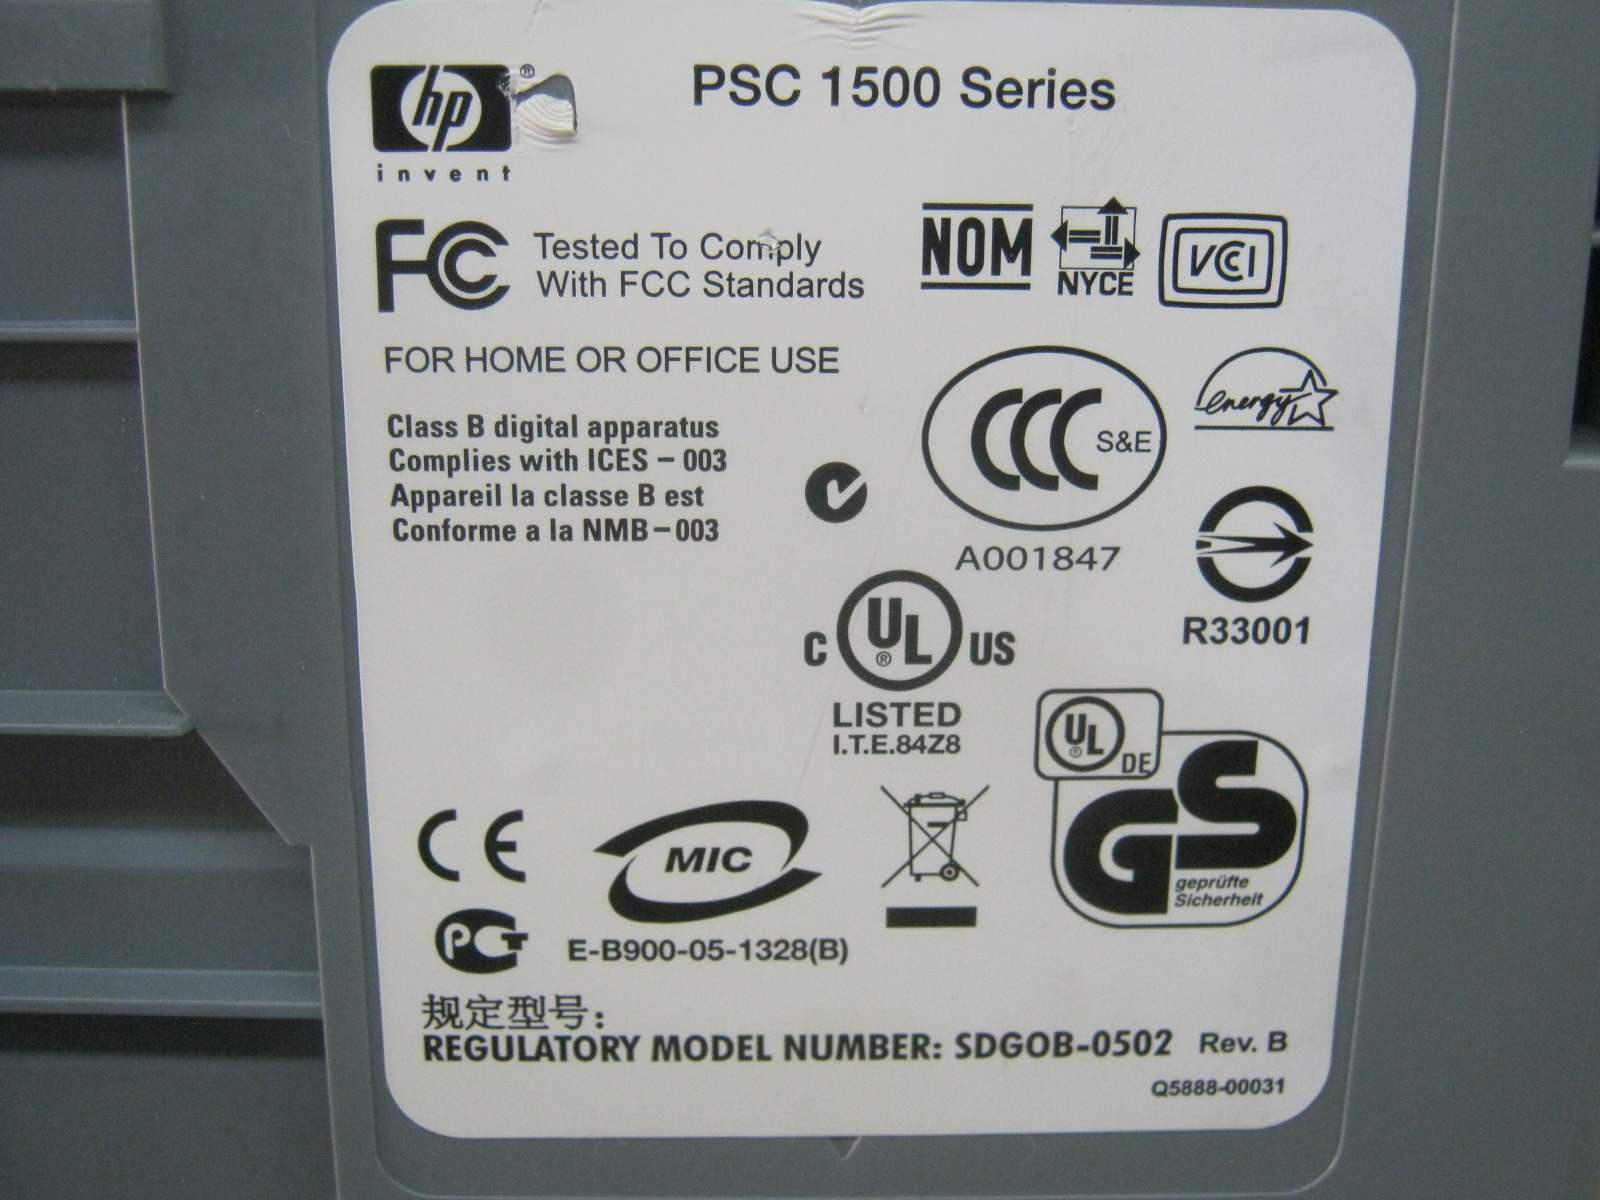 hp®
invent
PSC 1500 Series
FCC
Tested To Comply
With FCC Standards
NOM
NYCE
VCCI
FOR HOME OR OFFICE USE
Class B digital apparatus
Complies with ICES – 003
Appareil la classe B est
Conforme a la NMB – 003
CCC S&E
A001847
energy
R33001
C UL® US
LISTED
I.T.E.84Z8
UL® DE
GS
geprüfte
Sicherheit
CE
MIC
E-B900-05-1328(B)
PCT
规定型号：
REGULATORY MODEL NUMBER: SDGOB-0502 Rev. B
Q5888-00031